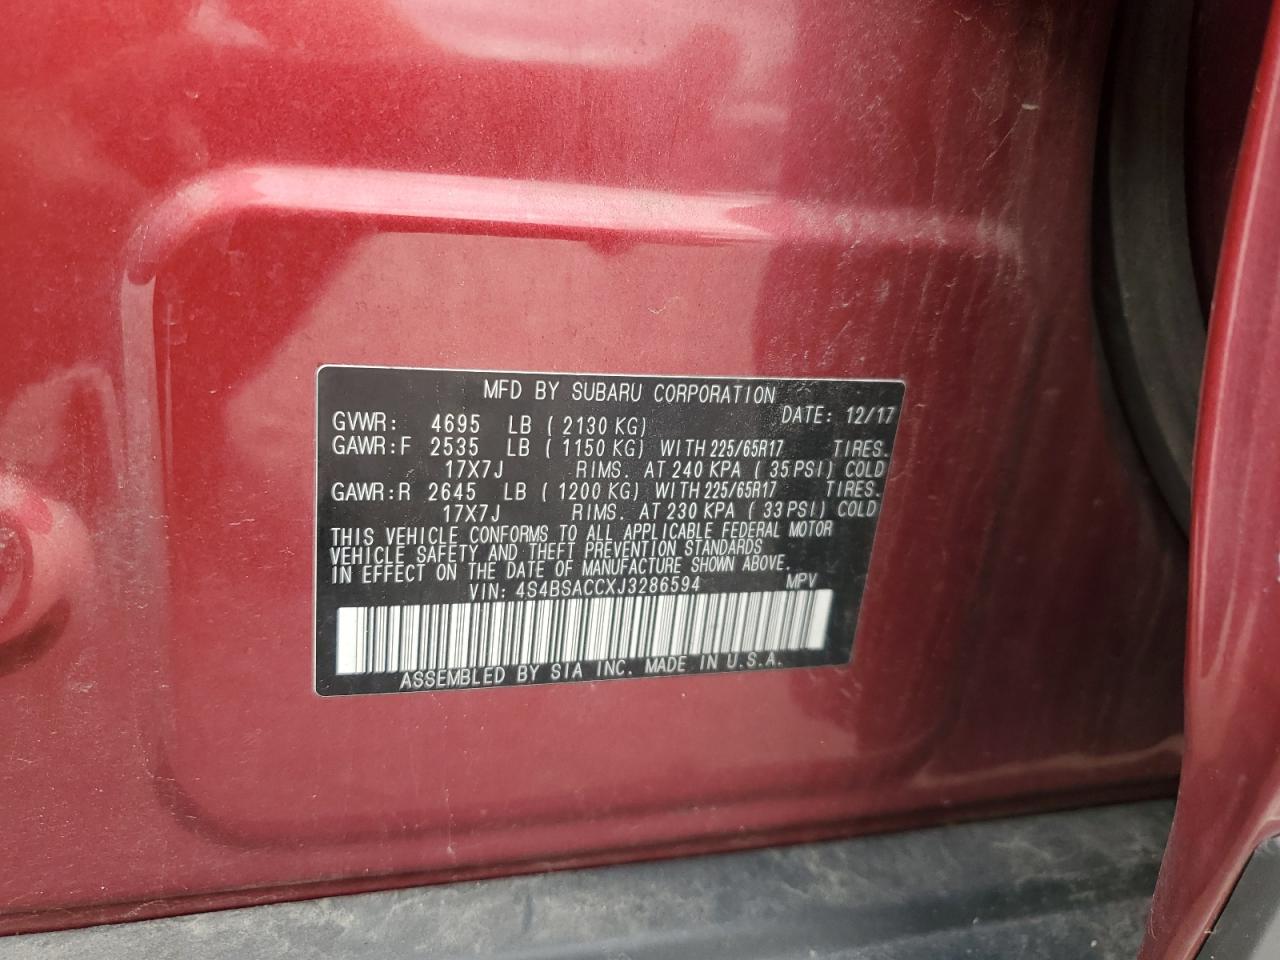 MFD BY SUBARU CORPORATION
DATE: 12/17
GVWR: 4695 LB ( 2130 KG)
GAWR:F 2535 LB ( 1150 KG) WITH 225/65R17 TIRES.
17X7J RIMS. AT 240 KPA ( 35 PSI) COLD
GAWR:R 2645 LB ( 1200 KG) WITH 225/65R17 TIRES.
17X7J RIMS. AT 230 KPA ( 33 PSI) COLD
THIS VEHICLE CONFORMS TO ALL APPLICABLE FEDERAL MOTOR
VEHICLE SAFETY AND THEFT PREVENTION STANDARDS
IN EFFECT ON THE DATE OF MANUFACTURE SHOWN ABOVE.
VIN: 4S4BSACCXJ3286594 MPV
ASSEMBLED BY SIA INC. MADE IN U.S.A.